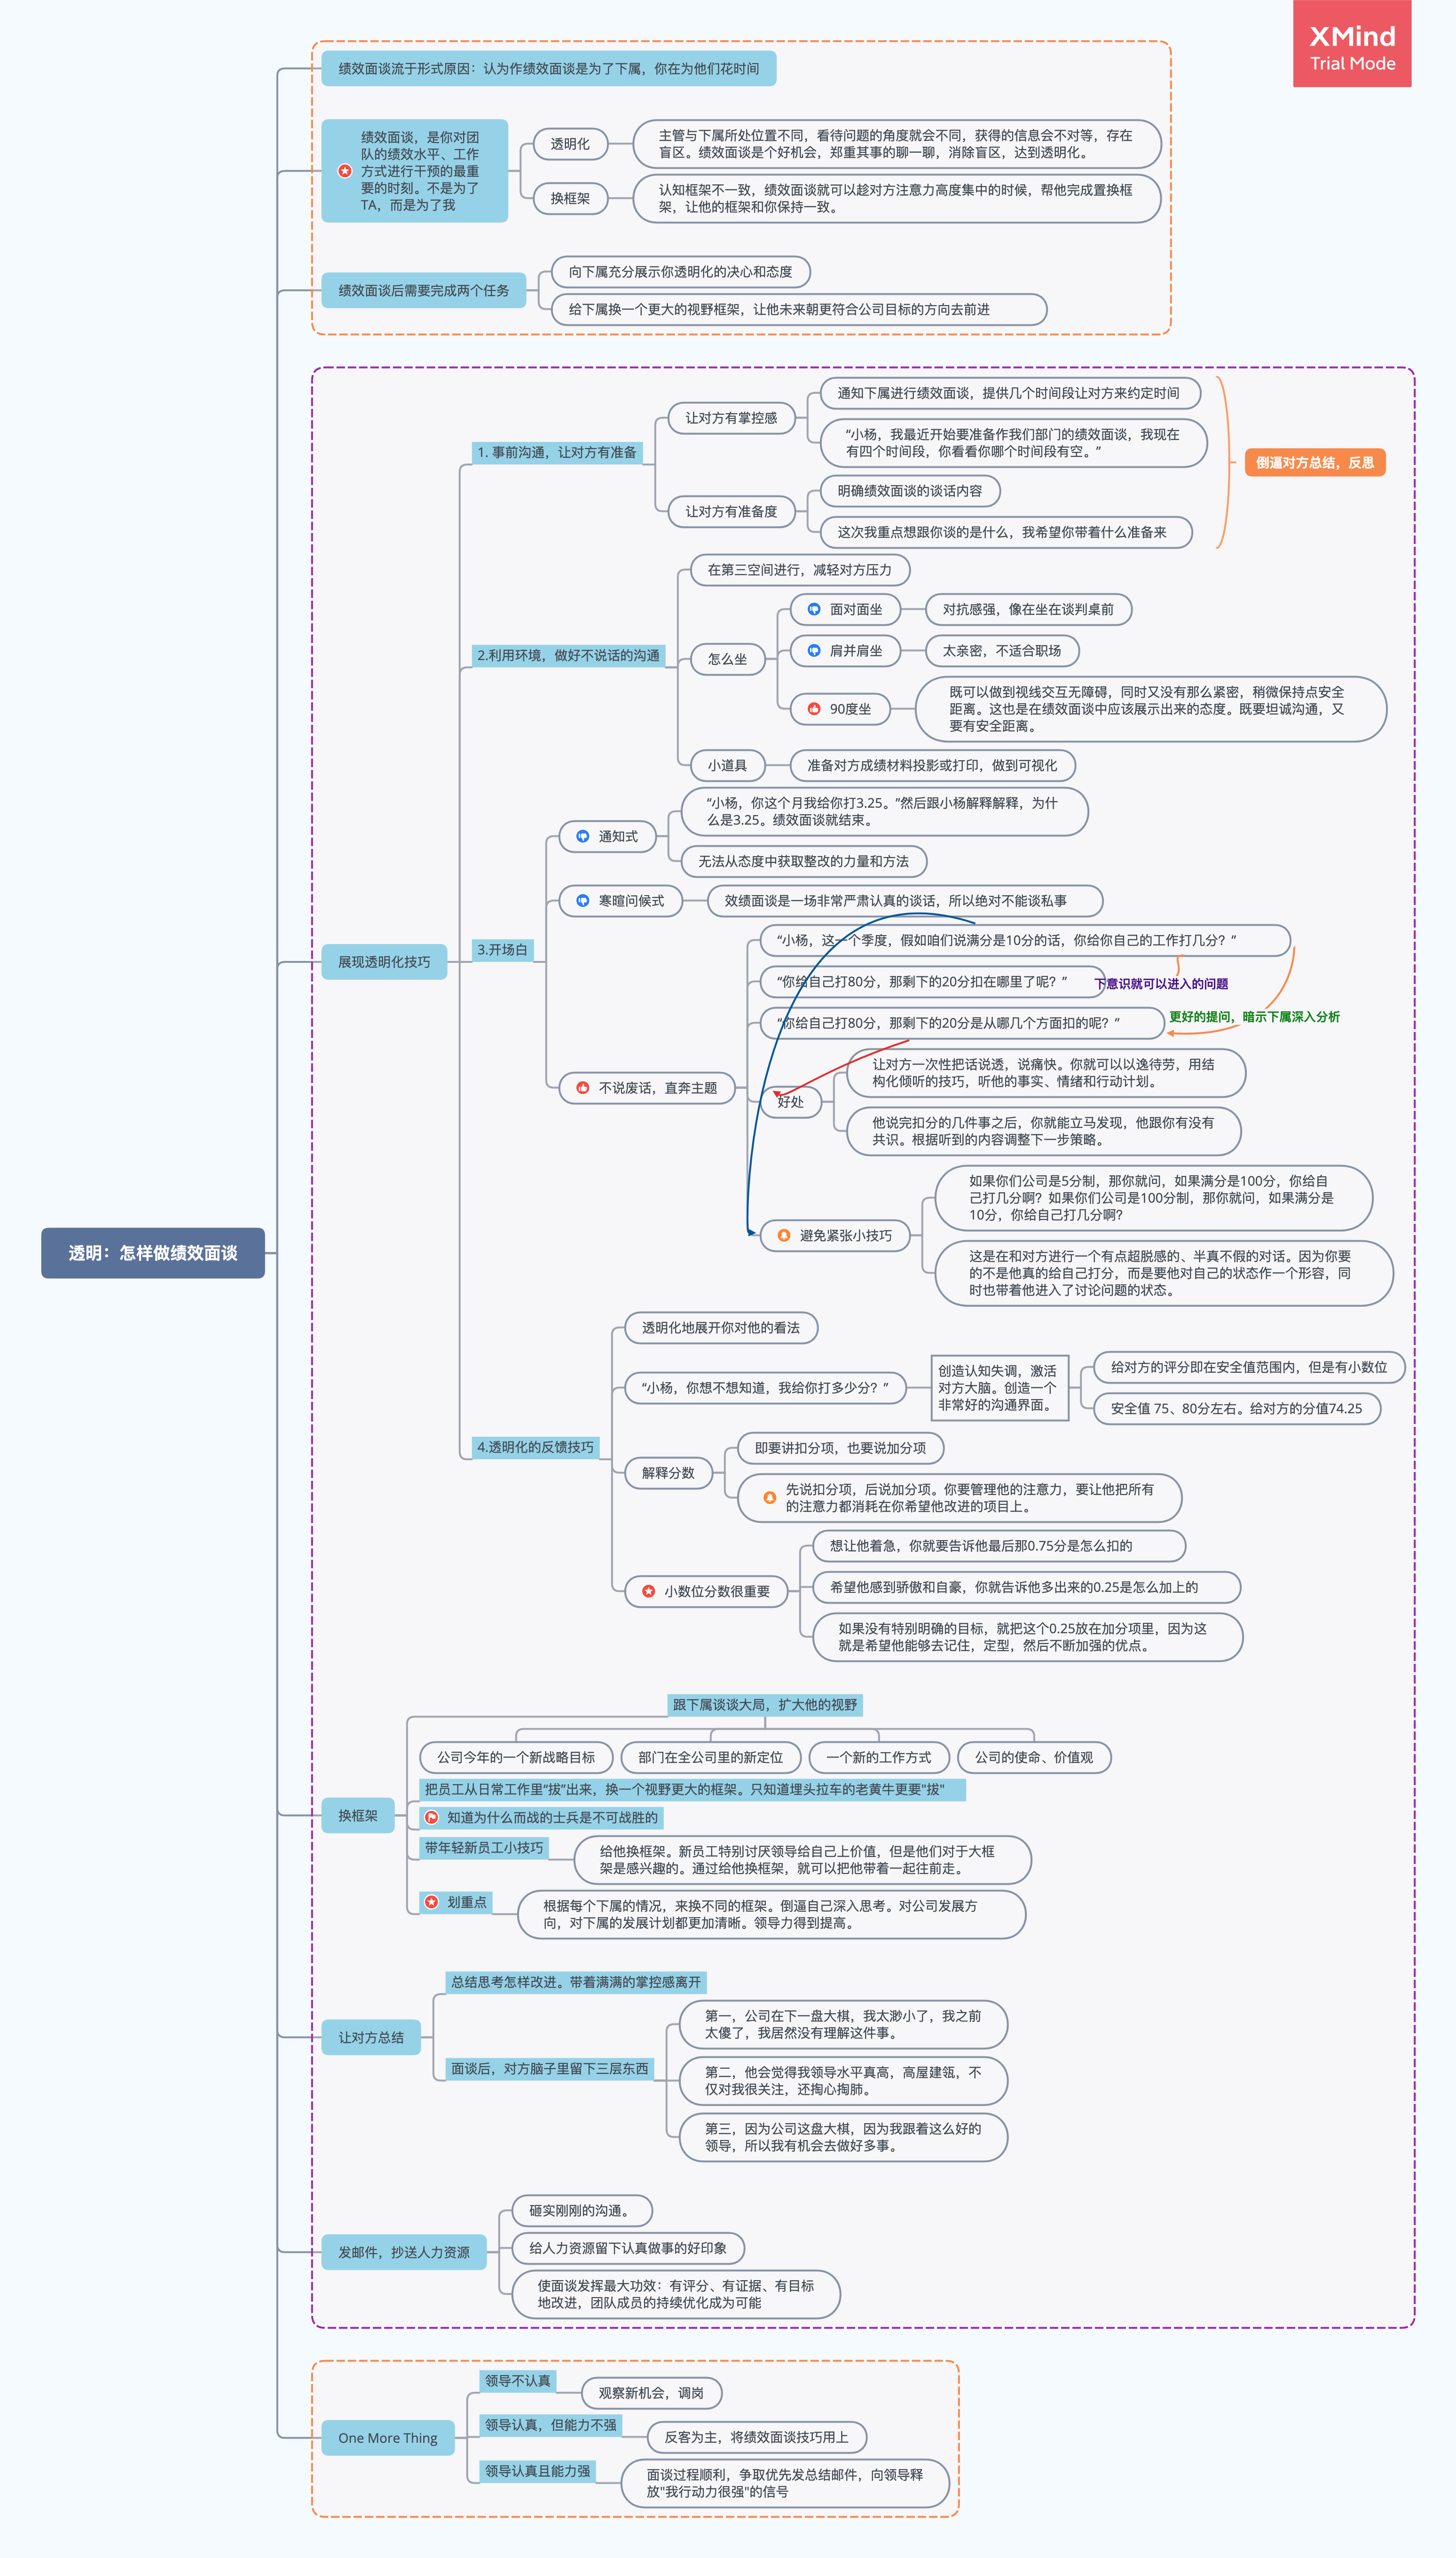 XMind
Trial Mode
绩效面谈流于形式原因：认为作绩效面谈是为了下属，你在为他们花时间
绩效面谈，是你对团
队的绩效水平、工作
方式进行干预的最重
要的时刻。不是为了
TA，而是为了我
透明化
主管与下属所处位置不同，看待问题的角度就会不同，获得的信息会不对等，存在
盲区。绩效面谈是个好机会，郑重其事的聊一聊，消除盲区，达到透明化。
换框架
认知框架不一致，绩效面谈就可以趁对方注意力高度集中的时候，帮他完成置换框
架，让他的框架和你保持一致。
绩效面谈后需要完成两个任务
向下属充分展示你透明化的决心和态度
给下属换一个更大的视野框架，让他未来朝更符合公司目标的方向去前进
透明：怎样做绩效面谈
展现透明化技巧
1. 事前沟通，让对方有准备
让对方有掌控感
通知下属进行绩效面谈，提供几个时间段让对方来约定时间
“小杨，我最近开始要准备作我们部门的绩效面谈，我现在
有四个时间段，你看看你哪个时间段有空。”
让对方有准备度
明确绩效面谈的谈话内容
这次我重点想跟你谈的是什么，我希望你带着什么准备来
倒逼对方总结，反思
2.利用环境，做好不说话的沟通
在第三空间进行，减轻对方压力
怎么坐
面对面坐
对抗感强，像在坐在谈判桌前
肩并肩坐
太亲密，不适合职场
90度坐
既可以做到视线交互无障碍，同时又没有那么紧密，稍微保持点安全
距离。这也是在绩效面谈中应该展示出来的态度。既要坦诚沟通，又
要有安全距离。
小道具
准备对方成绩材料投影或打印，做到可视化
3.开场白
通知式
“小杨，你这个月我给你打3.25。”然后跟小杨解释解释，为什
么是3.25。绩效面谈就结束。
无法从态度中获取整改的力量和方法
寒暄问候式
效绩面谈是一场非常严肃认真的谈话，所以绝对不能谈私事
不说废话，直奔主题
“小杨，这一个季度，假如咱们说满分是10分的话，你给你自己的工作打几分？”
“你给自己打80分，那剩下的20分扣在哪里了呢？”
下意识就可以进入的问题
“你给自己打80分，那剩下的20分是从哪几个方面扣的呢？”
更好的提问，暗示下属深入分析
好处
让对方一次性把话说透，说痛快。你就可以以逸待劳，用结
构化倾听的技巧，听他的事实、情绪和行动计划。
他说完扣分的几件事之后，你就能立马发现，他跟你有没有
共识。根据听到的内容调整下一步策略。
避免紧张小技巧
如果你们公司是5分制，那你就问，如果满分是100分，你给自
己打几分啊？如果你们公司是100分制，那你就问，如果满分是
10分，你给自己打几分啊？
这是在和对方进行一个有点超脱感的、半真不假的对话。因为你要
的不是他真的给自己打分，而是要他对自己的状态作一个形容，同
时也带着他进入了讨论问题的状态。
4.透明化的反馈技巧
透明化地展开你对他的看法
“小杨，你想不想知道，我给你打多少分？”
创造认知失调，激活
对方大脑。创造一个
非常好的沟通界面。
给对方的评分即在安全值范围内，但是有小数位
安全值 75、80分左右。给对方的分值74.25
解释分数
即要讲扣分项，也要说加分项
先说扣分项，后说加分项。你要管理他的注意力，要让他把所有
的注意力都消耗在你希望他改进的项目上。
小数位分数很重要
想让他着急，你就要告诉他最后那0.75分是怎么扣的
希望他感到骄傲和自豪，你就告诉他多出来的0.25是怎么加上的
如果没有特别明确的目标，就把这个0.25放在加分项里，因为这
就是希望他能够去记住，定型，然后不断加强的优点。
换框架
跟下属谈谈大局，扩大他的视野
公司今年的一个新战略目标
部门在全公司里的新定位
一个新的工作方式
公司的使命、价值观
把员工从日常工作里“拔”出来，换一个视野更大的框架。只知道埋头拉车的老黄牛更要"拔"
知道为什么而战的士兵是不可战胜的
带年轻新员工小技巧
给他换框架。新员工特别讨厌领导给自己上价值，但是他们对于大框
架是感兴趣的。通过给他换框架，就可以把他带着一起往前走。
划重点
根据每个下属的情况，来换不同的框架。倒逼自己深入思考。对公司发展方
向，对下属的发展计划都更加清晰。领导力得到提高。
让对方总结
总结思考怎样改进。带着满满的掌控感离开
面谈后，对方脑子里留下三层东西
第一，公司在下一盘大棋，我太渺小了，我之前
太傻了，我居然没有理解这件事。
第二，他会觉得我领导水平真高，高屋建瓴，不
仅对我很关注，还掏心掏肺。
第三，因为公司这盘大棋，因为我跟着这么好的
领导，所以我有机会去做好多事。
发邮件，抄送人力资源
砸实刚刚的沟通。
给人力资源留下认真做事的好印象
使面谈发挥最大功效：有评分、有证据、有目标
地改进，团队成员的持续优化成为可能
One More Thing
领导不认真
观察新机会，调岗
领导认真，但能力不强
反客为主，将绩效面谈技巧用上
领导认真且能力强
面谈过程顺利，争取优先发总结邮件，向领导释
放"我行动力很强"的信号